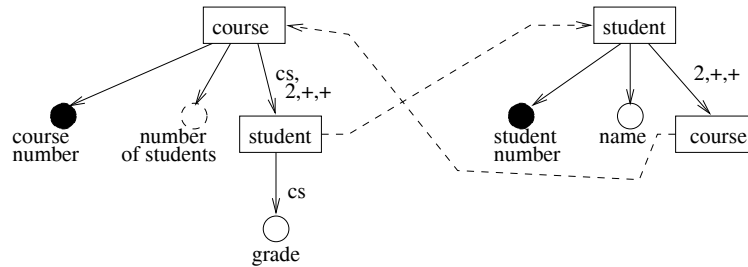 course
student
cs,
2,+,+
2,+,+
course
number
number
of students
student
student
number
name
course
cs
grade